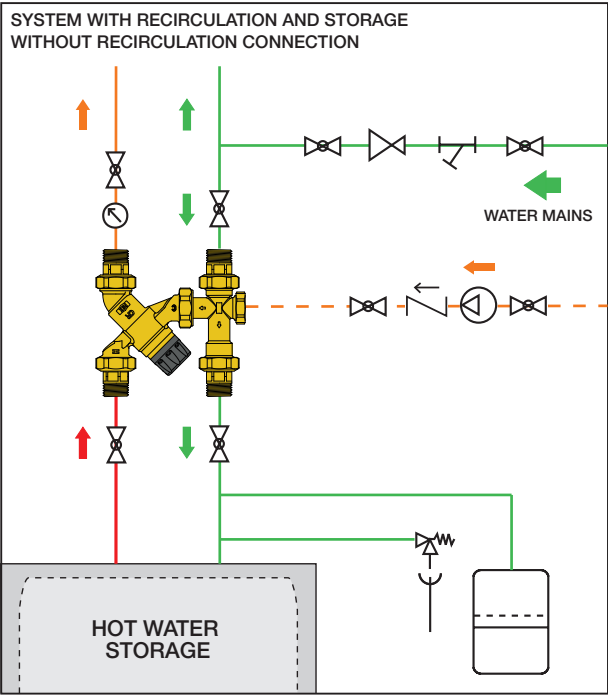 SYSTEM WITH RECIRCULATION AND STORAGE
WITHOUT RECIRCULATION CONNECTION
WATER MAINS
HOT WATER
STORAGE